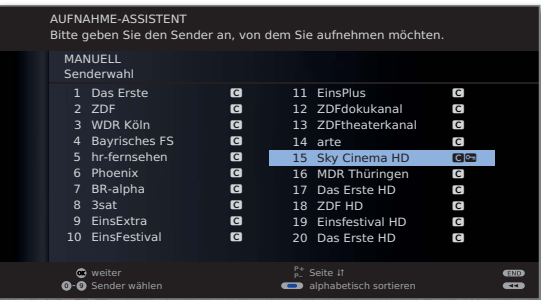 AUFNAHME-ASSISTENT
Bitte geben Sie den Sender an, von dem Sie aufnehmen möchten.
MANUELL
Senderwahl
1 Das Erste C
2 ZDF C
3 WDR Köln C
4 Bayrisches FS C
5 hr-fernsehen C
6 Phoenix C
7 BR-alpha C
8 3sat C
9 EinsExtra C
10 EinsFestival C
11 EinsPlus C
12 ZDFdokukanal C
13 ZDFtheaterkanal C
14 arte C
15 Sky Cinema HD C
16 MDR Thüringen C
17 Das Erste HD C
18 ZDF HD C
19 Einsfestival HD C
20 Das Erste HD C
OK weiter
0-9 Sender wählen
P+ P- Seite ↓↑
alphabetisch sortieren
END